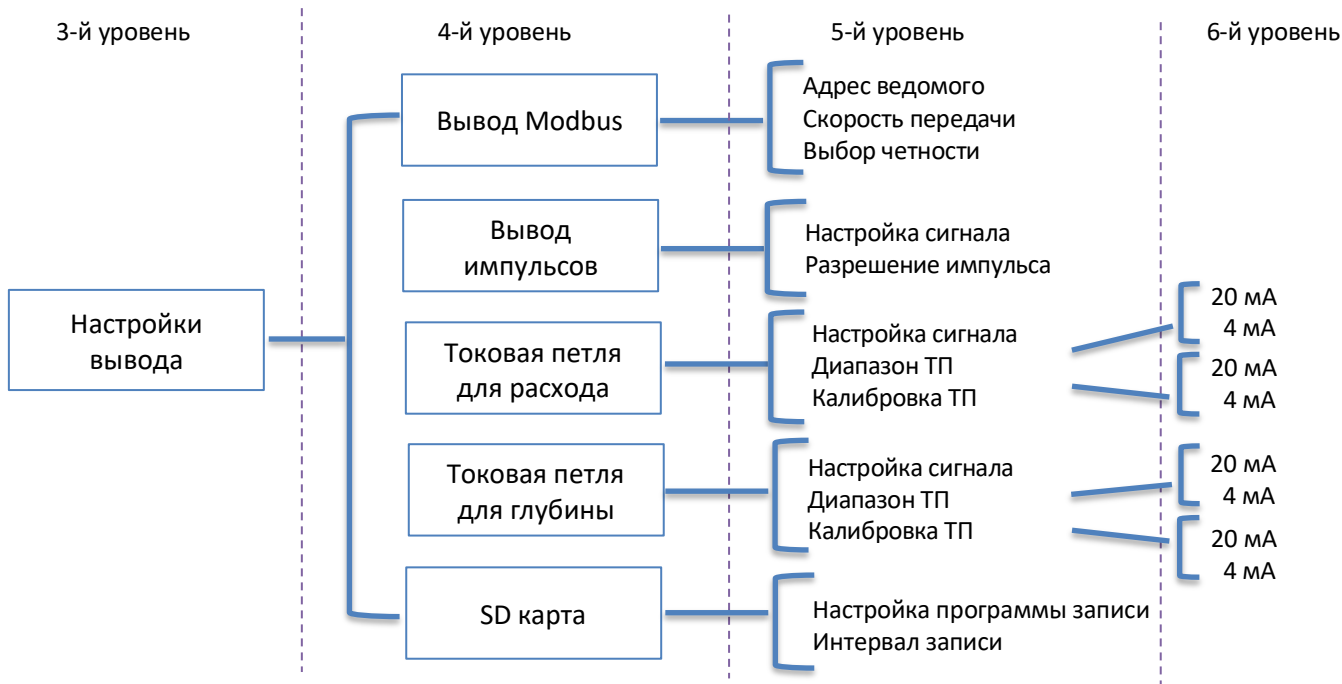 3-й уровень
4-й уровень
5-й уровень
6-й уровень
Настройки
вывода
Вывод Modbus
Адрес ведомого
Скорость передачи
Выбор четности
Вывод
импульсов
Настройка сигнала
Разрешение импульса
Токовая петля
для расхода
Настройка сигнала
Диапазон ТП
Калибровка ТП
20 мА
4 мА
20 мА
4 мА
Токовая петля
для глубины
Настройка сигнала
Диапазон ТП
Калибровка ТП
20 мА
4 мА
20 мА
4 мА
SD карта
Настройка программы записи
Интервал записи